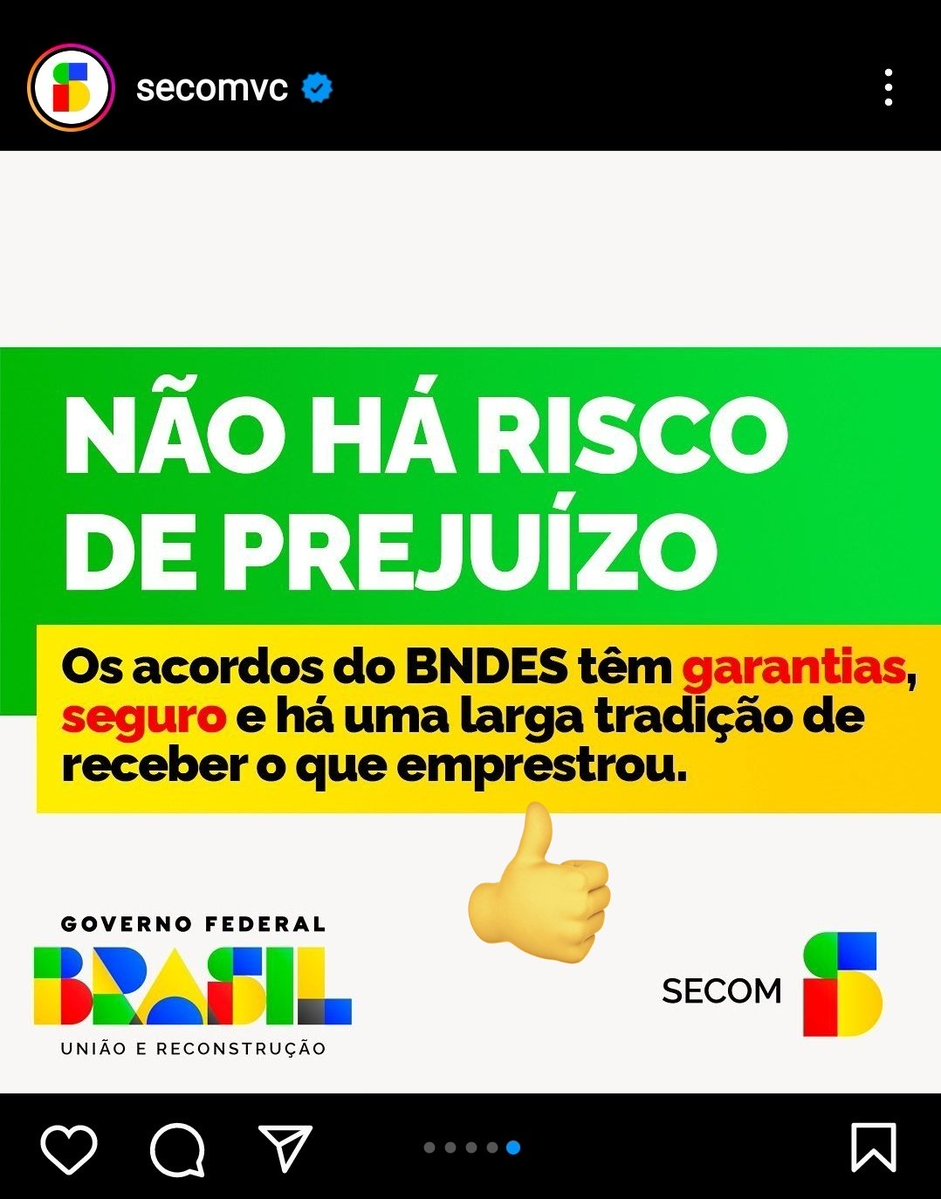 secomvc
NÃO HÁ RISCO
DE PREJUÍZO
Os acordos do BNDES têm garantias,
seguro e há uma larga tradição de
receber o que emprestrou.
GOVERNO FEDERAL
BRASIL
UNIÃO E RECONSTRUÇÃO
SECOM